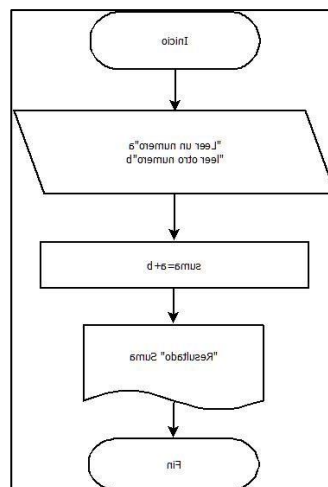 Inicio
"Leer un numero"a
"leer otro numero"b
suma=a+b
"Resultado" Suma
Fin